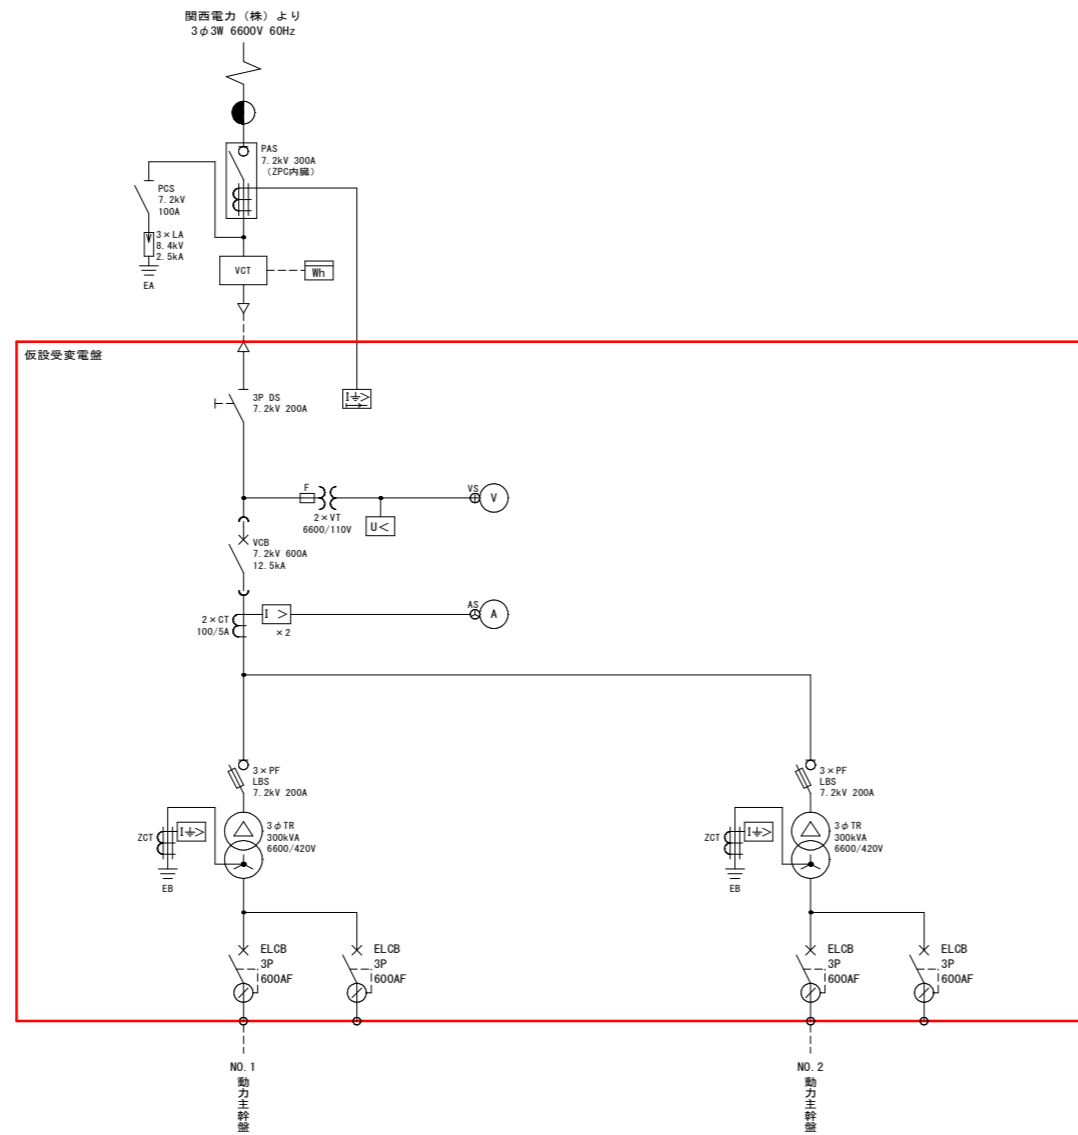 関西電力（株）より
3φ3W 6600V 60Hz
PAS
7.2kV 300A
（ZPC内臓）
PCS
7.2kV
100A
3×LA
8.4kV
2.5kA
EA
VCT
Wh
仮設受変電盤
3P DS
7.2kV 200A
I⏚>
F
2×VT
6600/110V
U<
VS
V
VCB
7.2kV 600A
12.5kA
2×CT
100/5A
I >
×2
AS
A
3×PF
LBS
7.2kV 200A
ZCT
I⏚>
EB
3φTR
300kVA
6600/420V
3×PF
LBS
7.2kV 200A
ZCT
I⏚>
EB
3φTR
300kVA
6600/420V
ELCB
3P
600AF
ELCB
3P
600AF
ELCB
3P
600AF
ELCB
3P
600AF
NO.1
動力主幹盤
NO.2
動力主幹盤